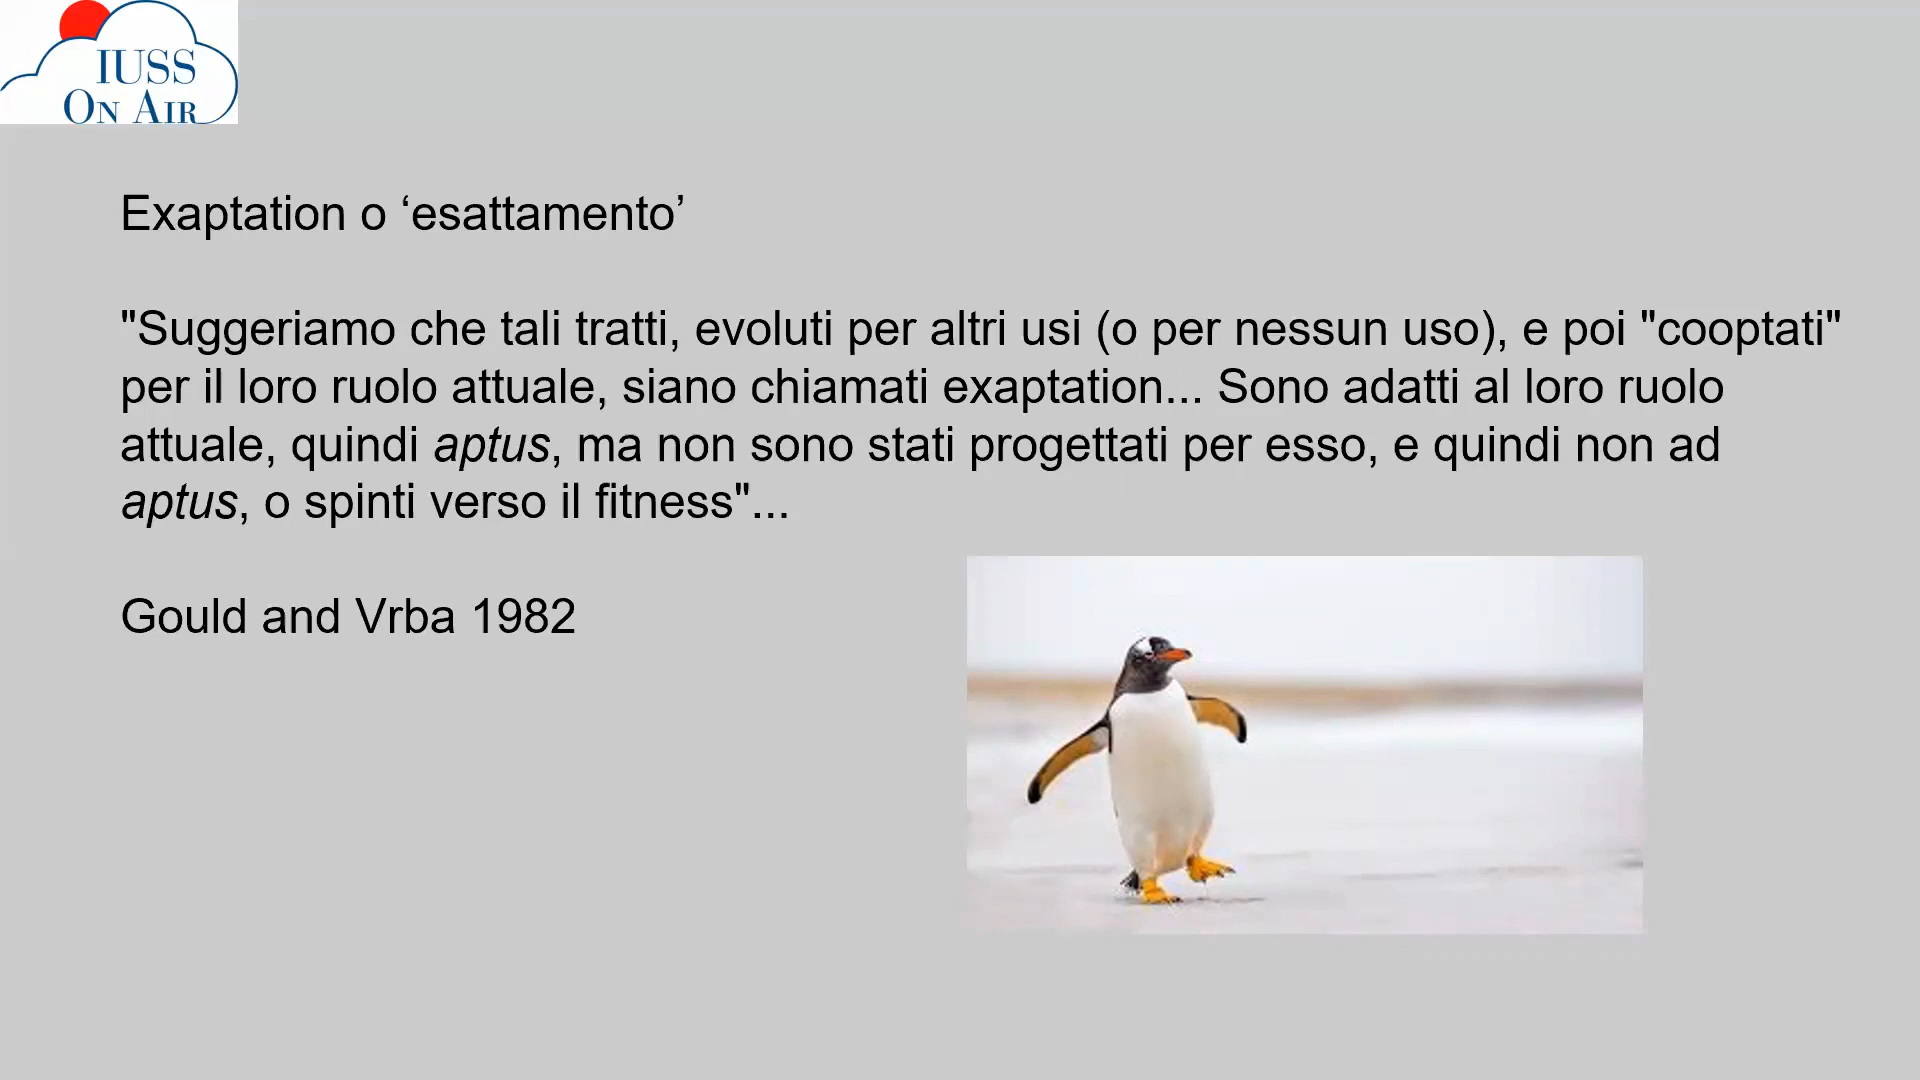 IUSS
ON AIR
Exaptation o ‘esattamento’
"Suggeriamo che tali tratti, evoluti per altri usi (o per nessun uso), e poi "cooptati"
per il loro ruolo attuale, siano chiamati exaptation... Sono adatti al loro ruolo
attuale, quindi aptus, ma non sono stati progettati per esso, e quindi non ad
aptus, o spinti verso il fitness"...
Gould and Vrba 1982